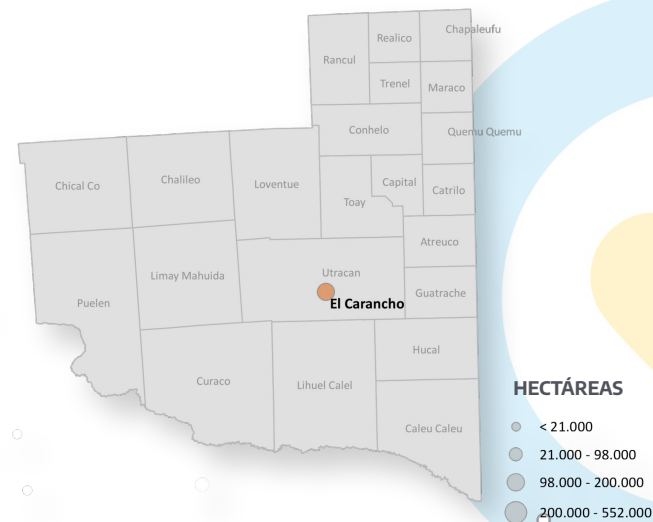 Chapaleufu
Realico
Rancul
Trenel
Maraco
Conhelo
Quemu Quemu
Chical Co
Chalileo
Loventue
Capital
Catrilo
Toay
Atreuco
Limay Mahuida
Utracan
Puelen
El Carancho
Guatrache
Hucal
Curaco
Lihuel Calel
Caleu Caleu
HECTÁREAS
< 21.000
21.000 - 98.000
98.000 - 200.000
200.000 - 552.000